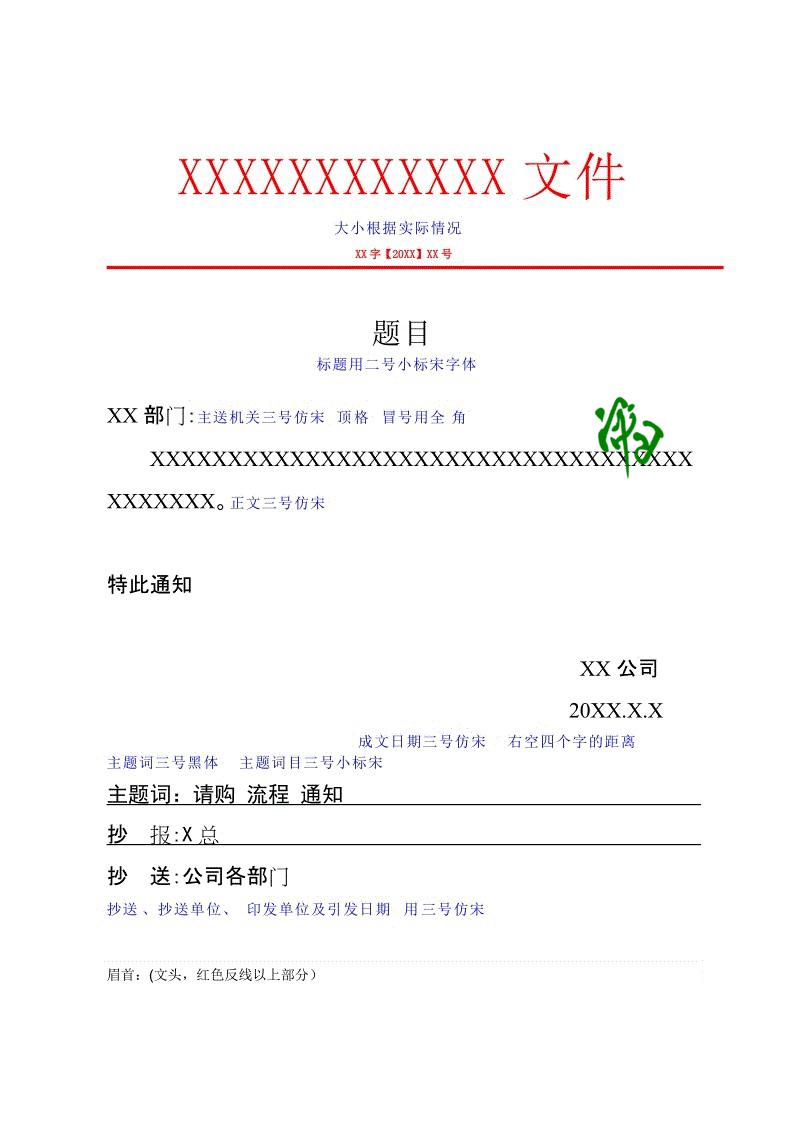 XXXXXXXXXXXX 文件
大小根据实际情况
XX 字【20XX】XX 号
题目
标题用二号小标宋字体
XX 部门:主送机关三号仿宋 顶格 冒号用全 角
XXXXXXXXXXXXXXXXXXXXXXXXXXXXXXXXXXX
XXXXXXX。正文三号仿宋
特此通知
XX 公司
20XX.X.X
成文日期三号仿宋 右空四个字的距离
主题词三号黑体 主题词目三号小标宋
主题词：请购 流程 通知
抄 报:X 总
抄 送:公司各部门
抄送 、抄送单位、 印发单位及引发日期 用三号仿宋
眉首：(文头，红色反线以上部分）